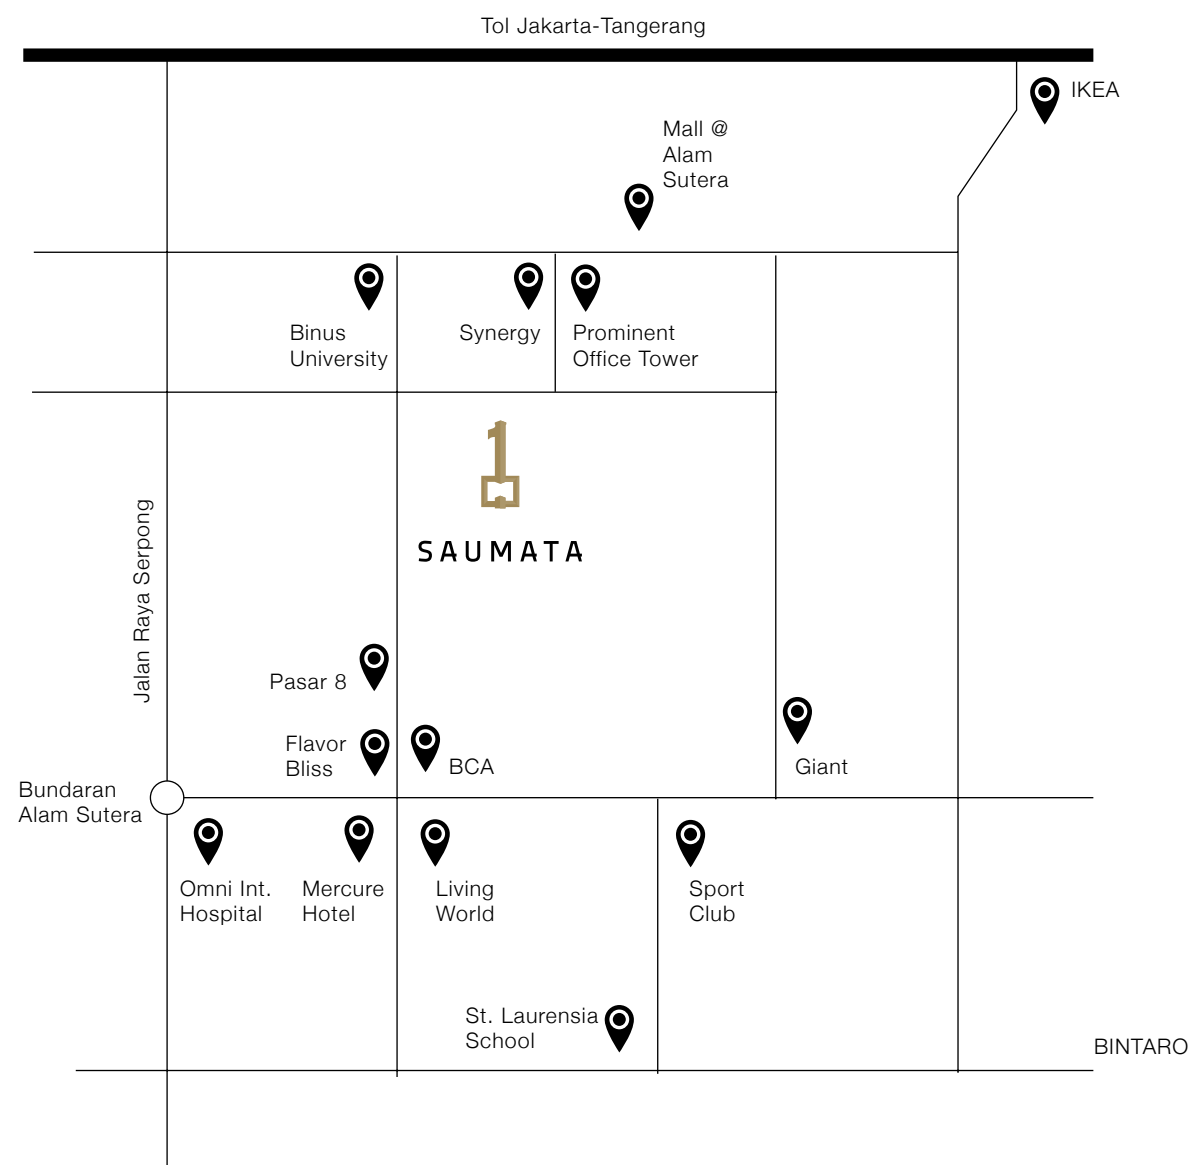 Tol Jakarta-Tangerang
IKEA
Mall @
Alam
Sutera
Binus
University
Synergy
Prominent
Office Tower
1
SAUMATA
Jalan Raya Serpong
Pasar 8
Flavor
Bliss
BCA
Giant
Bundaran
Alam Sutera
Omni Int.
Hospital
Mercure
Hotel
Living
World
Sport
Club
St. Laurensia
School
BINTARO